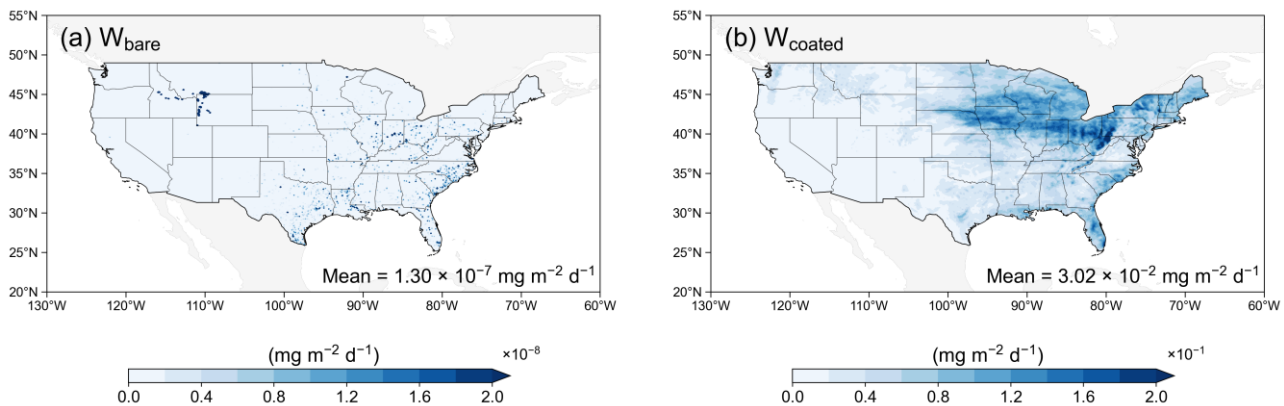 55°N
50°N
45°N
40°N
35°N
30°N
25°N
20°N
(a) W_bare
Mean = 1.30 × 10⁻⁷ mg m⁻² d⁻¹
130°W 120°W 110°W 100°W 90°W 80°W 70°W 60°W
(mg m⁻² d⁻¹)
×10⁻⁸
0.0 0.4 0.8 1.2 1.6 2.0
55°N
50°N
45°N
40°N
35°N
30°N
25°N
20°N
(b) W_coated
Mean = 3.02 × 10⁻² mg m⁻² d⁻¹
130°W 120°W 110°W 100°W 90°W 80°W 70°W 60°W
(mg m⁻² d⁻¹)
×10⁻¹
0.0 0.4 0.8 1.2 1.6 2.0